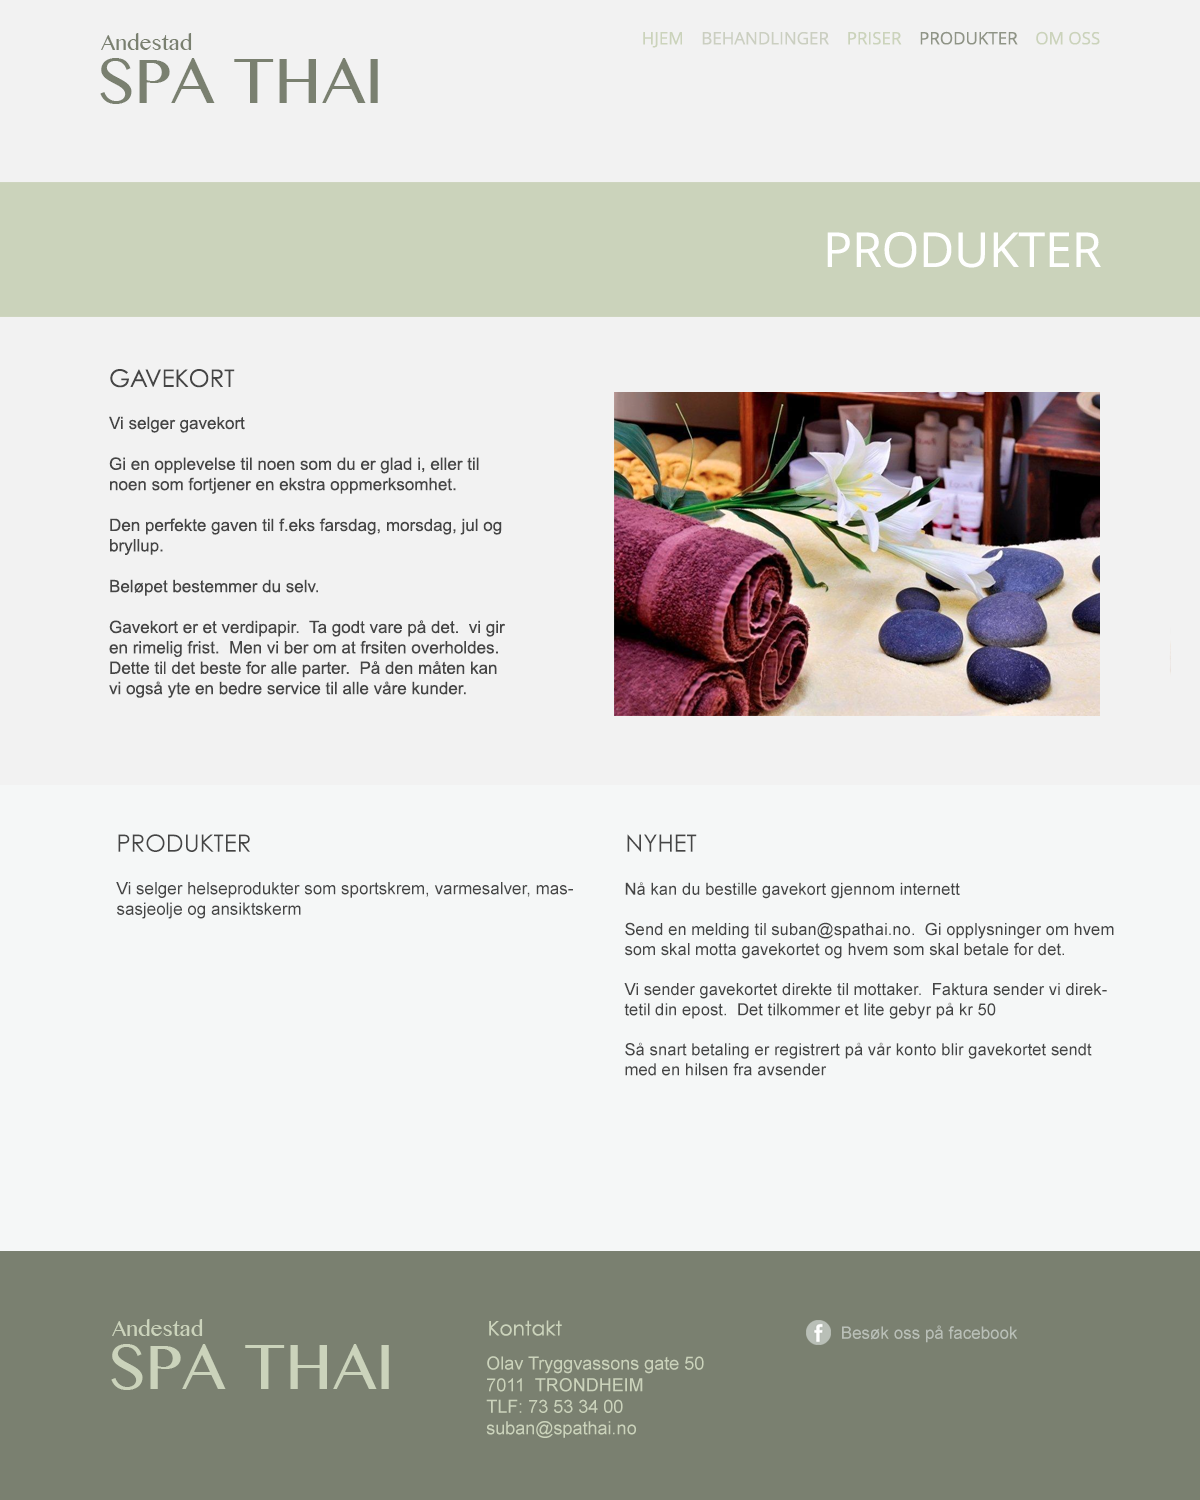 Andestad
SPA THAI
HJEM BEHANDLINGER PRISER PRODUKTER OM OSS
PRODUKTER
GAVEKORT
Vi selger gavekort
Gi en opplevelse til noen som du er glad i, eller til
noen som fortjener en ekstra oppmerksomhet.
Den perfekte gaven til f.eks farsdag, morsdag, jul og
bryllup.
Beløpet bestemmer du selv.
Gavekort er et verdipapir.  Ta godt vare på det.  vi gir
en rimelig frist.  Men vi ber om at frsiten overholdes.
Dette til det beste for alle parter.  På den måten kan
vi også yte en bedre service til alle våre kunder.
PRODUKTER
Vi selger helseprodukter som sportskrem, varmesalver, mas-
sasjeolje og ansiktskerm
NYHET
Nå kan du bestille gavekort gjennom internett
Send en melding til suban@spathai.no.  Gi opplysninger om hvem
som skal motta gavekortet og hvem som skal betale for det.
Vi sender gavekortet direkte til mottaker.  Faktura sender vi direk-
tetil din epost.  Det tilkommer et lite gebyr på kr 50
Så snart betaling er registrert på vår konto blir gavekortet sendt
med en hilsen fra avsender
Andestad
SPA THAI
Kontakt
Olav Tryggvassons gate 50
7011  TRONDHEIM
TLF: 73 53 34 00
suban@spathai.no
f Besøk oss på facebook